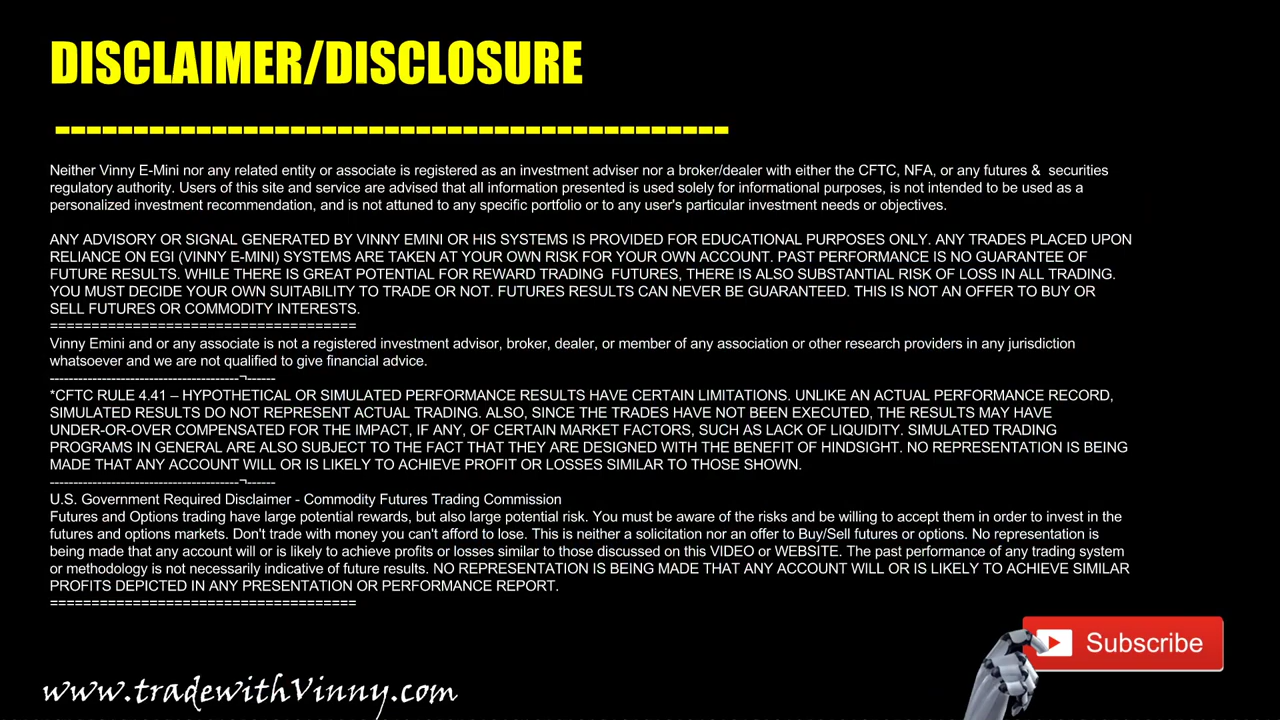 DISCLAIMER/DISCLOSURE
--------------------------------------------
Neither Vinny E-Mini nor any related entity or associate is registered as an investment adviser nor a broker/dealer with either the CFTC, NFA, or any futures &  securities
regulatory authority. Users of this site and service are advised that all information presented is used solely for informational purposes, is not intended to be used as a
personalized investment recommendation, and is not attuned to any specific portfolio or to any user's particular investment needs or objectives.
ANY ADVISORY OR SIGNAL GENERATED BY VINNY EMINI OR HIS SYSTEMS IS PROVIDED FOR EDUCATIONAL PURPOSES ONLY. ANY TRADES PLACED UPON
RELIANCE ON EGI (VINNY E-MINI) SYSTEMS ARE TAKEN AT YOUR OWN RISK FOR YOUR OWN ACCOUNT. PAST PERFORMANCE IS NO GUARANTEE OF
FUTURE RESULTS. WHILE THERE IS GREAT POTENTIAL FOR REWARD TRADING  FUTURES, THERE IS ALSO SUBSTANTIAL RISK OF LOSS IN ALL TRADING.
YOU MUST DECIDE YOUR OWN SUITABILITY TO TRADE OR NOT. FUTURES RESULTS CAN NEVER BE GUARANTEED. THIS IS NOT AN OFFER TO BUY OR
SELL FUTURES OR COMMODITY INTERESTS.
=====================================
Vinny Emini and or any associate is not a registered investment advisor, broker, dealer, or member of any association or other research providers in any jurisdiction
whatsoever and we are not qualified to give financial advice.
-----------------------------------------¬------
*CFTC RULE 4.41 – HYPOTHETICAL OR SIMULATED PERFORMANCE RESULTS HAVE CERTAIN LIMITATIONS. UNLIKE AN ACTUAL PERFORMANCE RECORD,
SIMULATED RESULTS DO NOT REPRESENT ACTUAL TRADING. ALSO, SINCE THE TRADES HAVE NOT BEEN EXECUTED, THE RESULTS MAY HAVE
UNDER-OR-OVER COMPENSATED FOR THE IMPACT, IF ANY, OF CERTAIN MARKET FACTORS, SUCH AS LACK OF LIQUIDITY. SIMULATED TRADING
PROGRAMS IN GENERAL ARE ALSO SUBJECT TO THE FACT THAT THEY ARE DESIGNED WITH THE BENEFIT OF HINDSIGHT. NO REPRESENTATION IS BEING
MADE THAT ANY ACCOUNT WILL OR IS LIKELY TO ACHIEVE PROFIT OR LOSSES SIMILAR TO THOSE SHOWN.
-----------------------------------------¬------
U.S. Government Required Disclaimer - Commodity Futures Trading Commission
Futures and Options trading have large potential rewards, but also large potential risk. You must be aware of the risks and be willing to accept them in order to invest in the
futures and options markets. Don't trade with money you can't afford to lose. This is neither a solicitation nor an offer to Buy/Sell futures or options. No representation is
being made that any account will or is likely to achieve profits or losses similar to those discussed on this VIDEO or WEBSITE. The past performance of any trading system
or methodology is not necessarily indicative of future results. NO REPRESENTATION IS BEING MADE THAT ANY ACCOUNT WILL OR IS LIKELY TO ACHIEVE SIMILAR
PROFITS DEPICTED IN ANY PRESENTATION OR PERFORMANCE REPORT.
=====================================
Subscribe
www.tradewithVinny.com